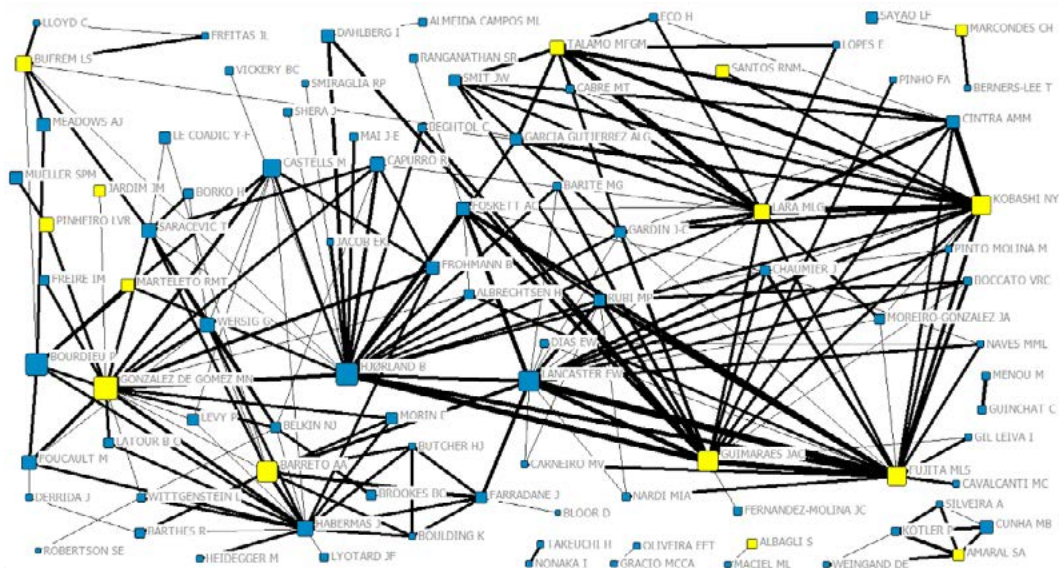 LLOYD C
ALMEIDA CAMPOS ML
ECO H
SAYAO LF
FREITAS JL
DAHLBERG I
TALAMO MFGM
LOPES E
MARCONDES CH
BUFREM LS
RANGANATHAN SR
VICKERY BC
SMIRAGLIA RP
SMIT JW
SANTOS RNM
PINHO FA
CABRE MT
BERNERS-LEE T
SHERA J
MEADOWS AJ
LE COADIC Y-F
MAI J-E
BEGHTOL C
GARCIA GUTIERREZ ALG
CINTRA AMM
CASTELLS M
CAPURRO R
MUELLER SPM
JARDIM JM
BORKO H
BARITE MG
PINHEIRO LVR
SARACEVIC T
FOSKETT AC
LARA MLG
KOBASHI NY
GARDIN J-C
JACOB EK
PINTO MOLINA M
FREIRE IM
MARTELETO RMT
FROHMANN B
CHAUMIER J
BOCCATO VRC
ALBRECHTSEN H
RUBI MP
WERSIG G
MOREIRO-GONZALEZ JA
DIAS EW
NAVES MML
BOURDIEU P
HJØRLAND B
LANCASTER FW
GONZALEZ DE GOMEZ MN
MENOU M
LEVY P
MORIN E
GUINCHAT C
BELKIN NJ
LATOUR B C
BUTCHER HJ
GIL LEIVA I
FOUCAULT M
BARRETO AA
CARNEIRO MV
GUIMARAES JAC
FUJITA MLS
CAVALCANTI MC
DERRIDA J
WITTGENSTEIN L
BROOKES BC
FARRADANE J
NARDI MIA
SILVEIRA A
BLOOR D
FERNANDEZ-MOLINA JC
BARTHES R
HABERMAS J
BOULDING K
KOTLER P
CUNHA MB
ROBERTSON SE
HEIDEGGER M
LYOTARD JF
TAKEUCHI H
OLIVEIRA EFT
ALBAGLI S
AMARAL SA
NONAKA I
GRACIO MCCA
MACIEL ML
WEINGAND DE